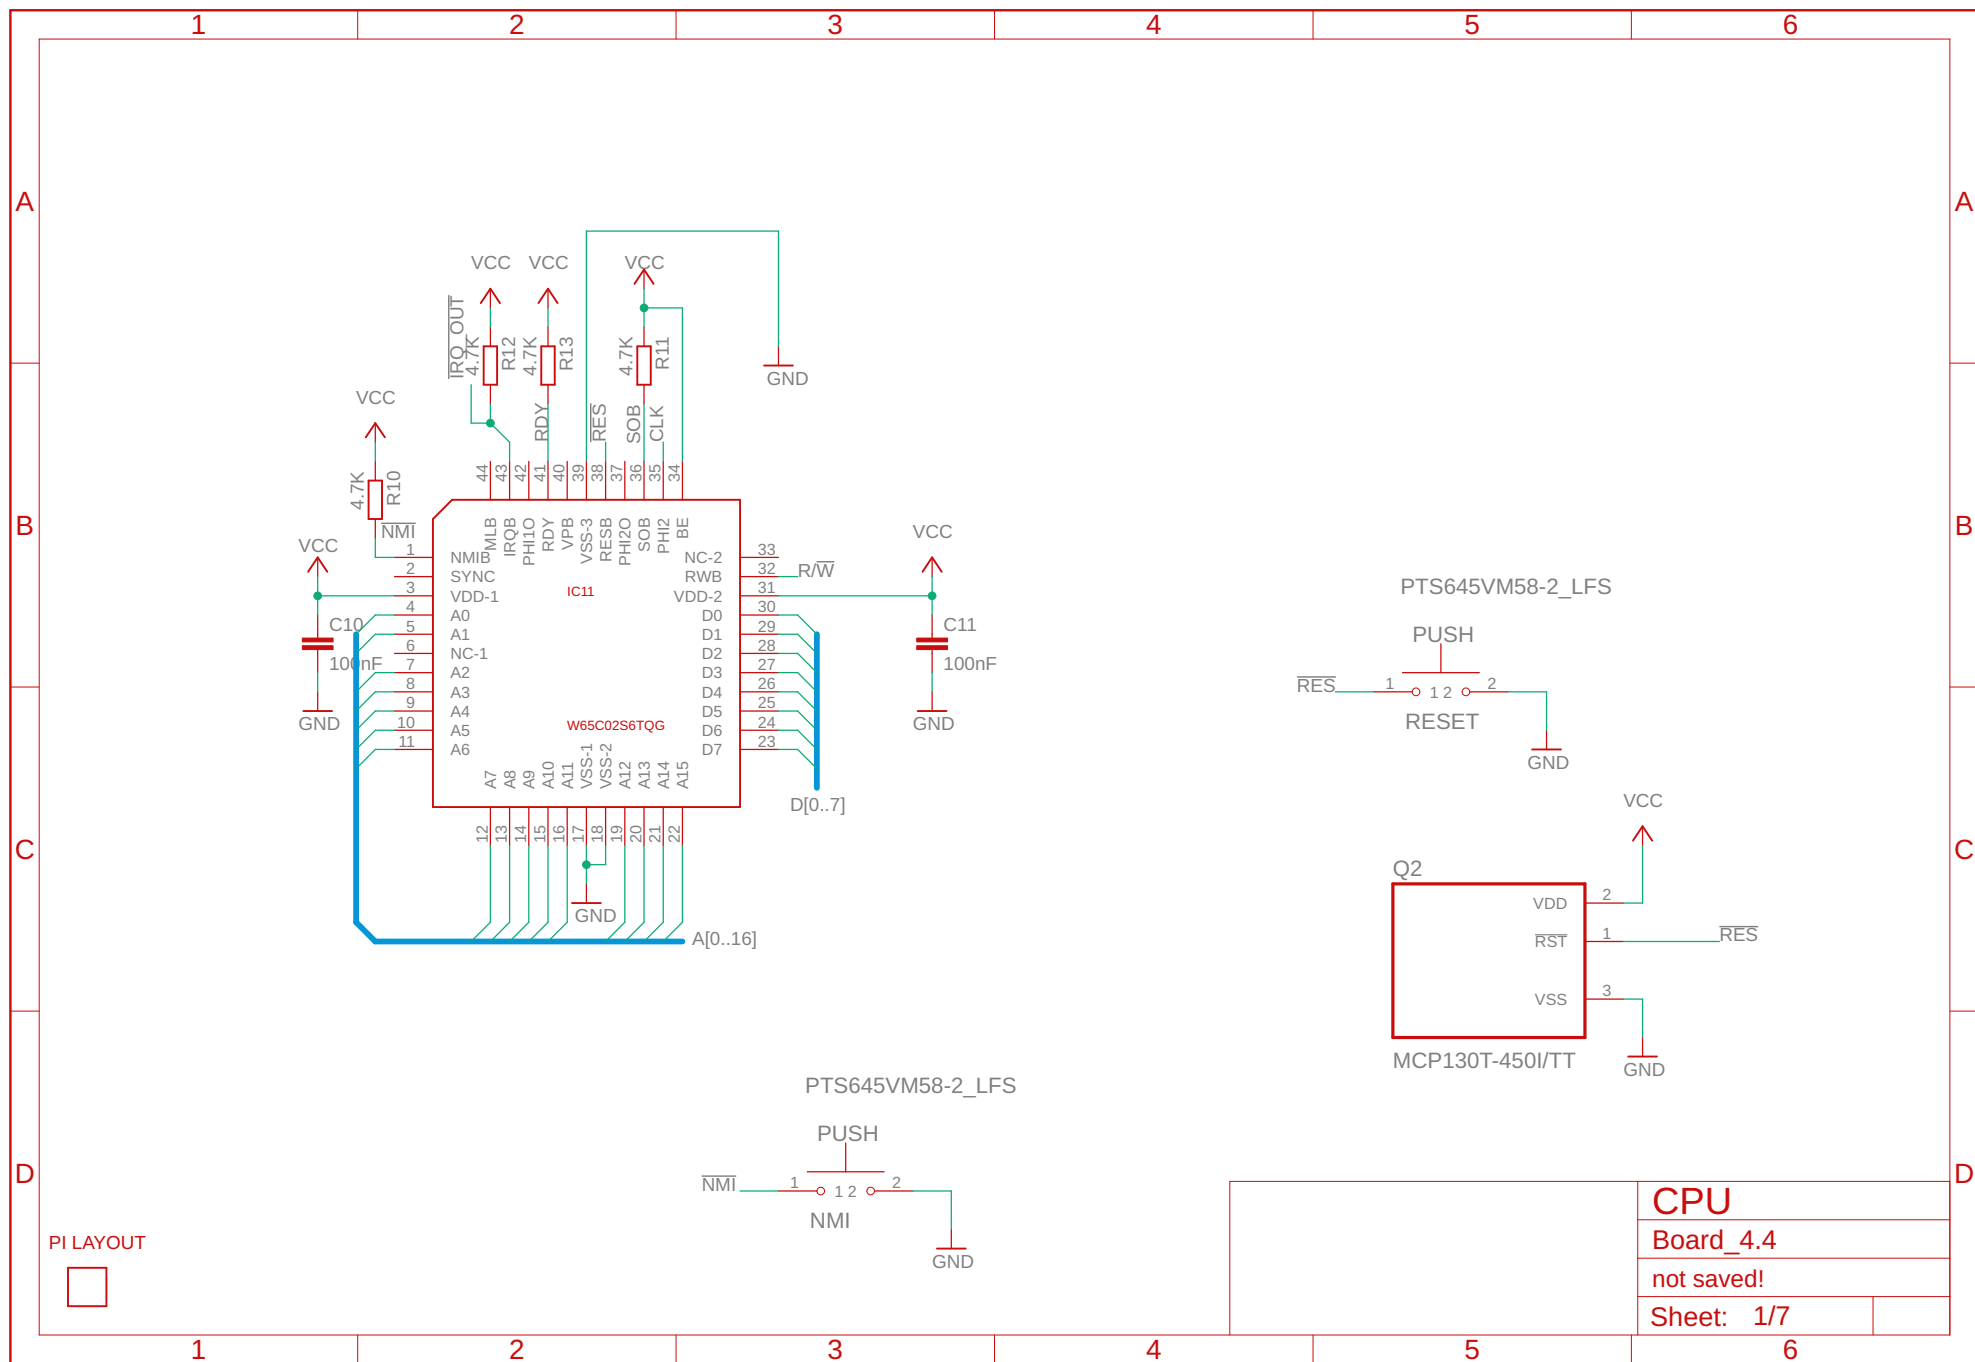 1 2 3 4 5 6
A A
B B
C C
D D
VCC VCC VCC
IRQ_OUT
4.7K R12
4.7K R13
4.7K R11
GND
RDY RES SOB CLK
VCC
4.7K R10
NMI
44 43 42 41 40 39 38 37 36 35 34
MLB IRQB PHI1O RDY VPB VSS-3 RESB PHI2O SOB PHI2 BE
1 NMIB
2 SYNC
3 VDD-1
4 A0
5 A1
6 NC-1
7 A2
8 A3
9 A4
10 A5
11 A6
NC-2 33
RWB 32 R/W
VDD-2 31
D0 30
D1 29
D2 28
D3 27
D4 26
D5 25
D6 24
D7 23
IC11
W65C02S6TQG
VCC
C10
100nF
GND
VCC
C11
100nF
GND
D[0..7]
A7 A8 A9 A10 A11 VSS-1 VSS-2 A12 A13 A14 A15
12 13 14 15 16 17 18 19 20 21 22
GND
A[0..16]
PTS645VM58-2_LFS
PUSH
RES 1 1 2 2
RESET
GND
VCC
Q2
VDD 2
RST 1 RES
VSS 3
MCP130T-450I/TT
GND
PTS645VM58-2_LFS
PUSH
NMI 1 1 2 2
NMI
GND
PI LAYOUT
CPU
Board_4.4
not saved!
Sheet: 1/7
1 2 3 4 5 6